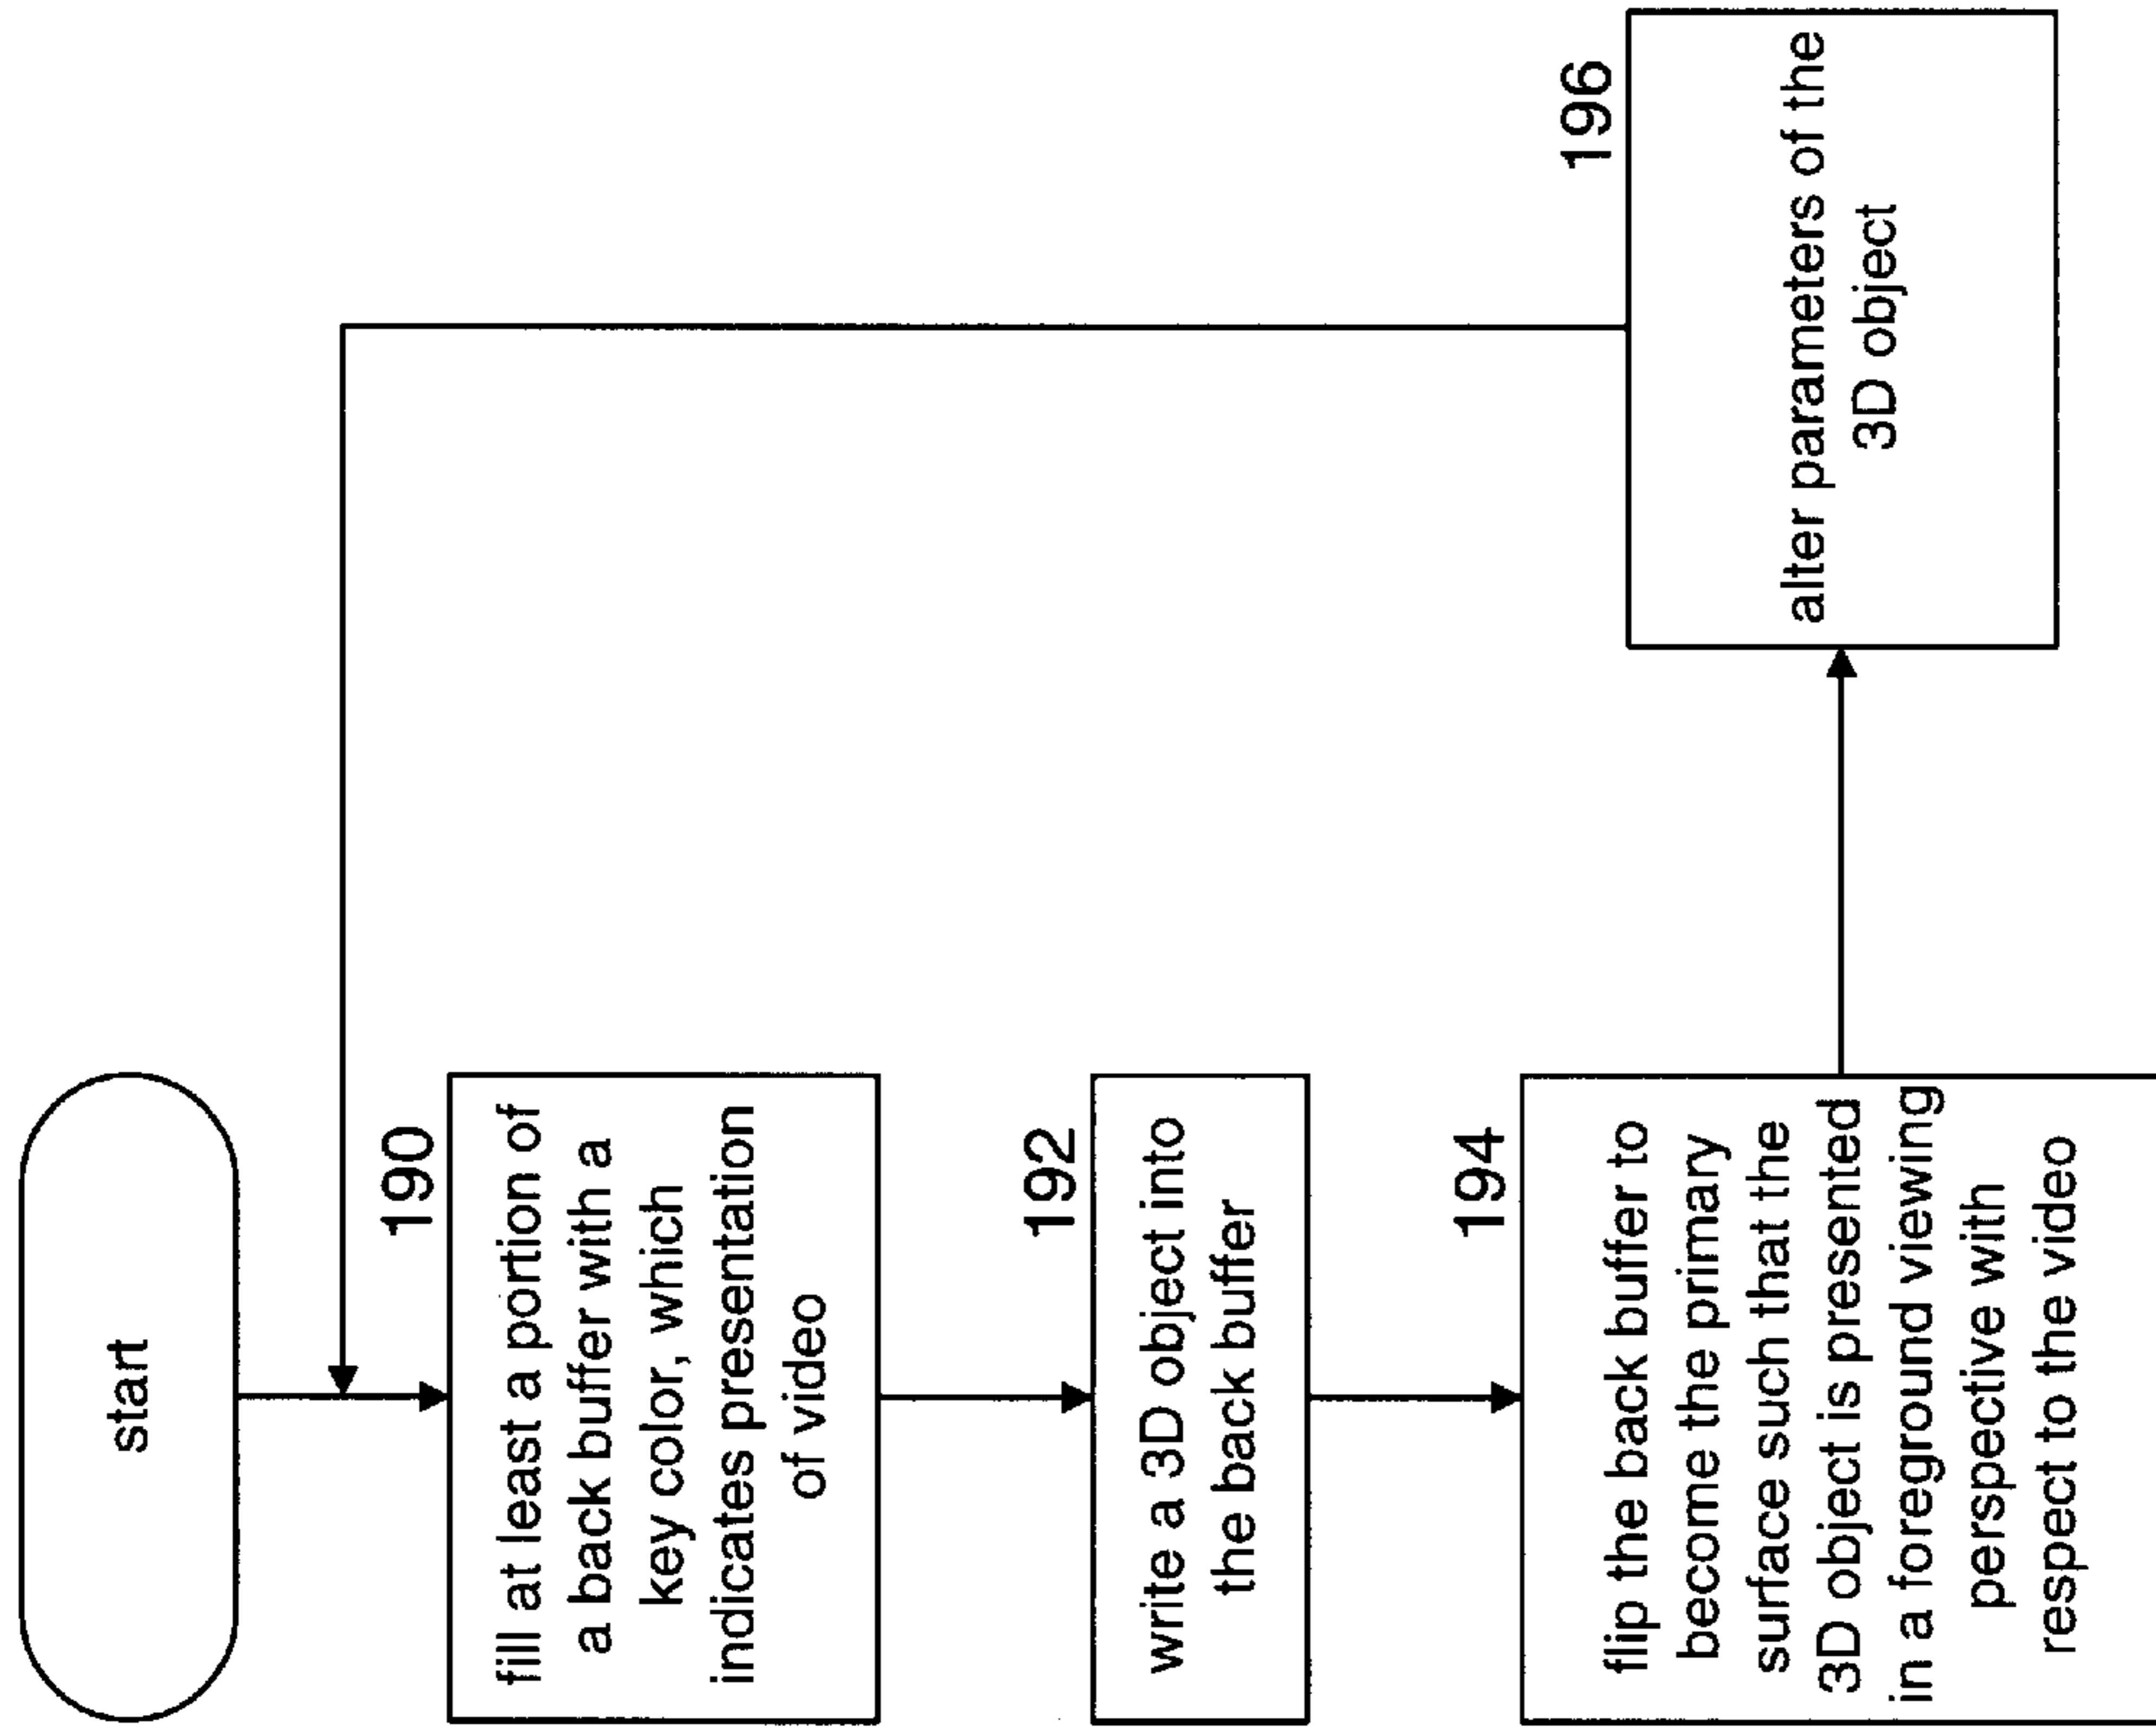 start
190
fill at least a portion of
a back buffer with a
key color, which
indicates presentation
of video
192
write a 3D object into
the back buffer
194
flip the back buffer to
become the primary
surface such that the
3D object is presented
in a foreground viewing
perspective with
respect to the video
196
alter parameters of the
3D object